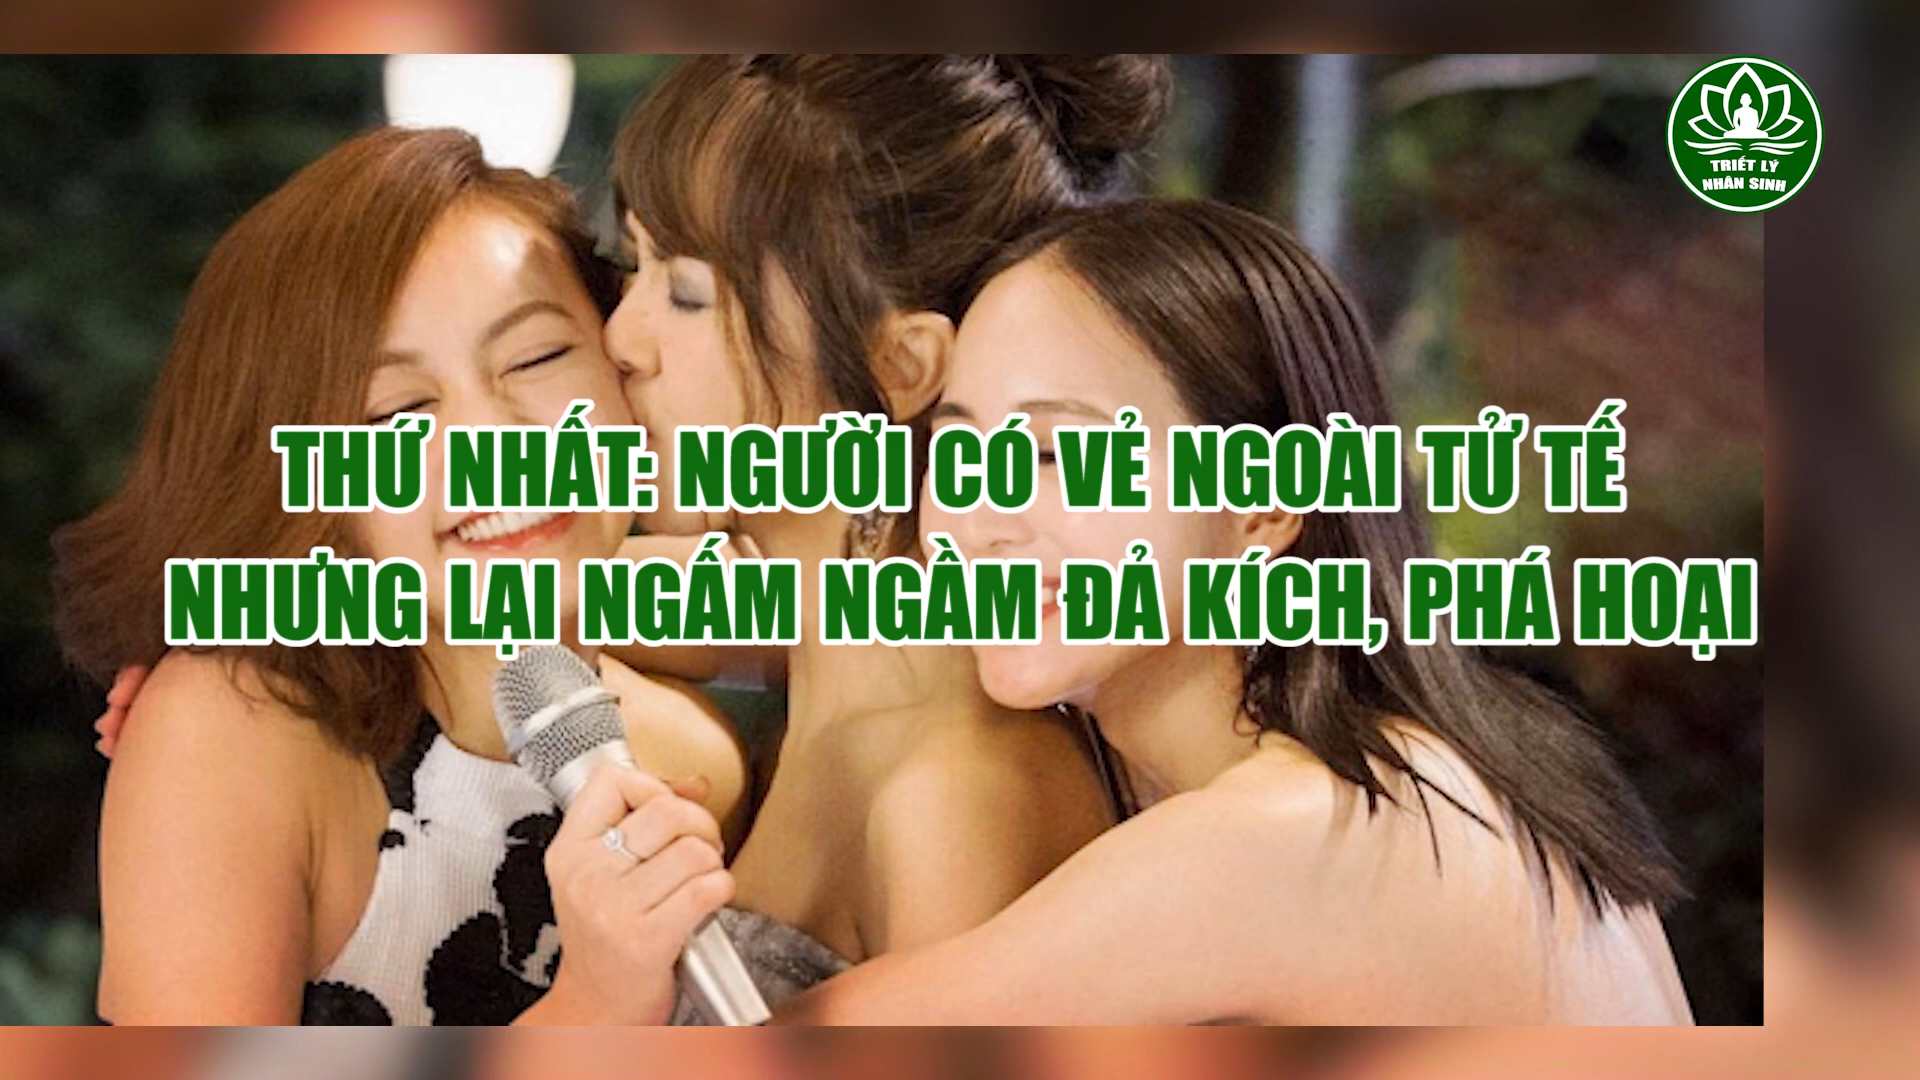 TRIẾT LÝ
NHÂN SINH
THỨ NHẤT: NGƯỜI CÓ VẺ NGOÀI TỬ TẾ
NHƯNG LẠI NGẤM NGẦM ĐẢ KÍCH, PHÁ HOẠI